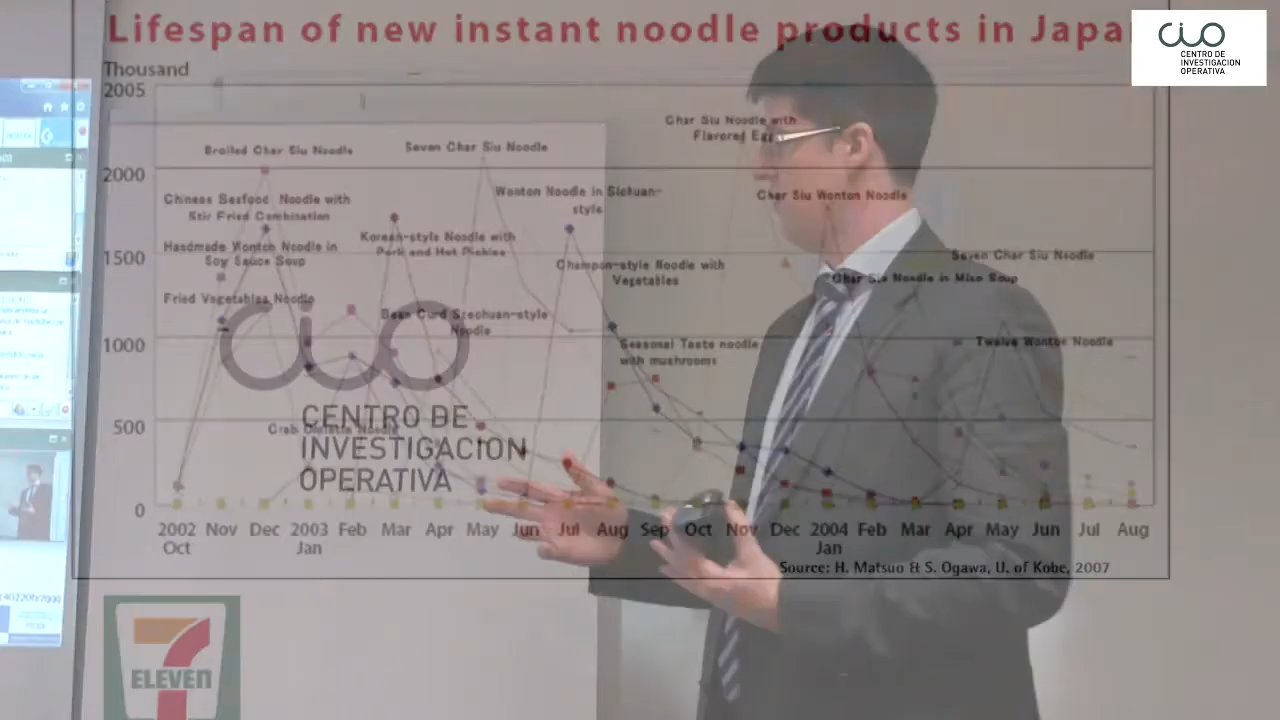 Lifespan of new instant noodle products in Japa
CIO
CENTRO DE
INVESTIGACION
OPERATIVA
Thousand
2005
2000
1500
1000
500
0
Broiled Char Siu Noodle
Seven Char Siu Noodle
Char Siu Noodle with
Flavored Egg
Chinese Seafood Noodle with
Stir Fried Combination
Wonton Noodle in Sichuan-
style
Char Siu Wonton Noodle
Handmade Wonton Noodle in
Soy Sauce Soup
Korean-style Noodle with
Pork and Hot Pickles
Champon-style Noodle with
Vegetables
Seven Char Siu Noodle
Char Siu Noodle in Miso Soup
Fried Vegetables Noodle
Bean Curd Szechuan-style
Noodle
Seasonal Taste noodle
with mushrooms
Twelve Wonton Noodle
Crab Noodle
cio
CENTRO DE
INVESTIGACION
OPERATIVA
2002 Nov Dec 2003 Feb Mar Apr May Jun Jul Aug Sep Oct Nov Dec 2004 Feb Mar Apr May Jun Jul Aug
Oct Jan Jan
Source: H. Matsuo & S. Ogawa, U. of Kobe, 2007
7
ELEVEN